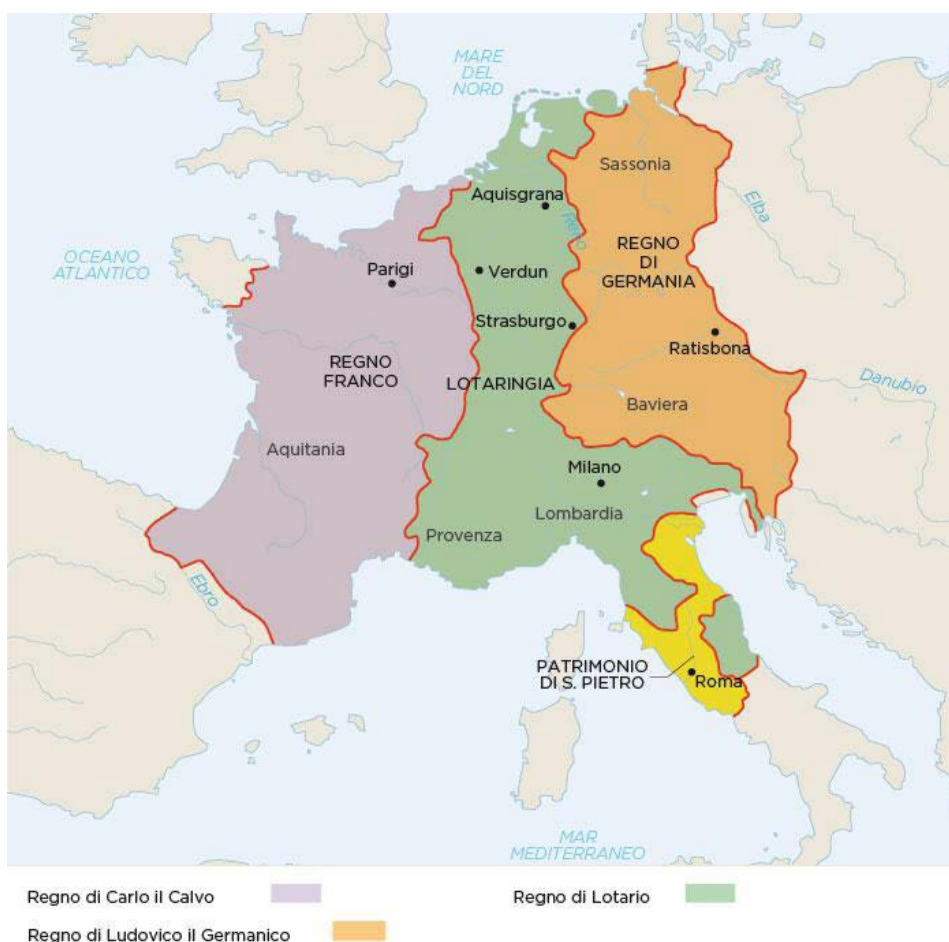 MARE
DEL
NORD
Sassonia
Aquisgrana
Reno
Elba
OCEANO
ATLANTICO
REGNO
DI
GERMANIA
Parigi
Verdun
Strasburgo
Ratisbona
REGNO
FRANCO
LOTARINGIA
Danubio
Baviera
Aquitania
Milano
Lombardia
Provenza
Ebro
PATRIMONIO
DI S. PIETRO
Roma
MAR
MEDITERRANEO
Regno di Carlo il Calvo
Regno di Lotario
Regno di Ludovico il Germanico